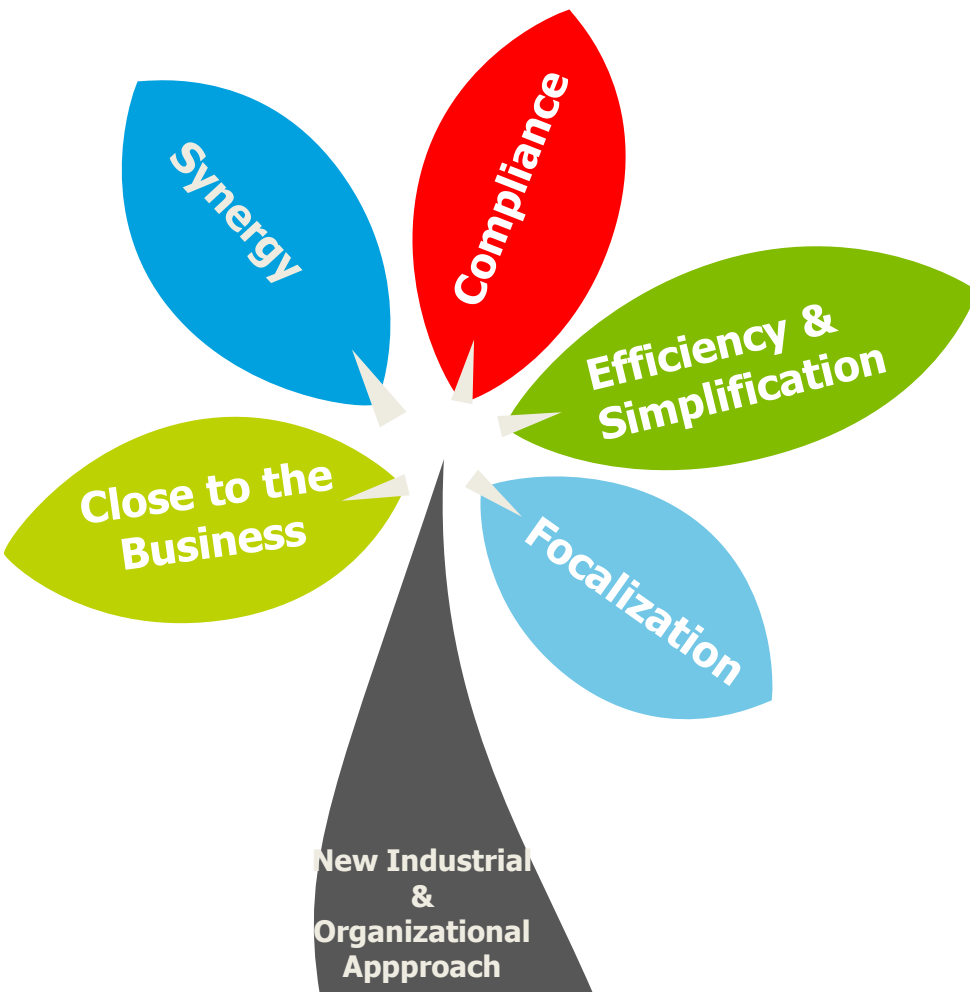 Synergy
Compliance
Efficiency &
Simplification
Close to the
Business
Focalization
New Industrial
&
Organizational
Appproach